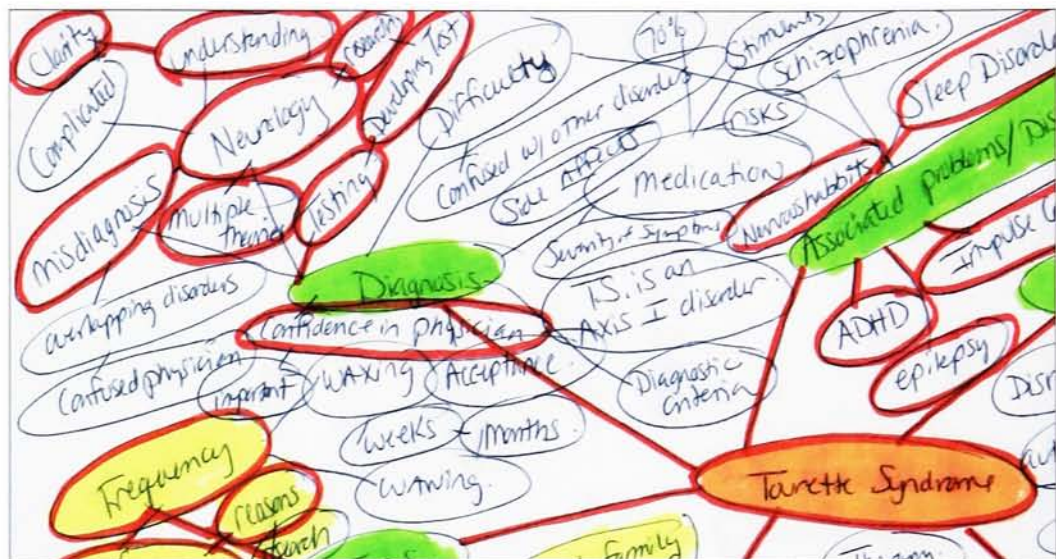 Clarity
understanding
research
Developing Test
Complicated
Neurology
Difficulty
70%
Stimulants
Schizophrenia.
Sleep Disorde
Confused w/ other disorders
risks
Side Affects
Medication
Nervoushabbits
Associated problems/Dis
misdiagnosis
multiple
theories
Testing
Diagnosis
Severity of Symptoms
T.S. is an
Axis I disorder.
Impulse C
ADHD
epilepsy
overlapping disorders
Confidence in physician
Confused physician
important
WAXing
Acceptance.
Diagnostic
criteria
weeks
months.
Frequency
WANing.
reasons
Tourette Syndrome
family